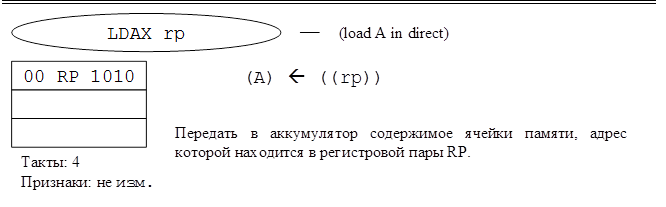 LDAX rp — (load A in direct)
00 RP 1010 (A) ← ((rp))
Передать в аккумулятор содержимое ячейки памяти, адрес
которой находится в регистровой пары RP.
Такты: 4
Признаки: не изм.